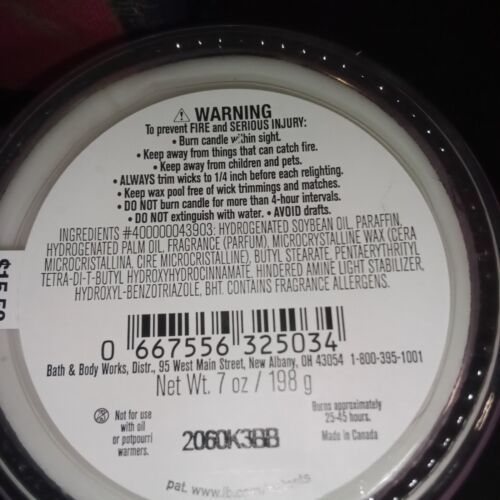 ⚠ WARNING
To prevent FIRE and SERIOUS INJURY:
• Burn candle within sight.
• Keep away from things that can catch fire.
• Keep away from children and pets.
• ALWAYS trim wicks to 1/4 inch before each relighting.
• Keep wax pool free of wick trimmings and matches.
• DO NOT burn candle for more than 4-hour intervals.
• DO NOT extinguish with water. • AVOID drafts.
INGREDIENTS #400000043903: HYDROGENATED SOYBEAN OIL, PARAFFIN,
HYDROGENATED PALM OIL, FRAGRANCE (PARFUM), MICROCRYSTALLINE WAX (CERA
MICROCRISTALLINA, CIRE MICROCRISTALLINE), BUTYL STEARATE, PENTAERYTHRITYL
TETRA-DI-T-BUTYL HYDROXYHYDROCINNAMATE, HINDERED AMINE LIGHT STABILIZER,
HYDROXYL-BENZOTRIAZOLE, BHT. CONTAINS FRAGRANCE ALLERGENS.
0 667556 325034
Bath & Body Works, Distr., 95 West Main Street, New Albany, OH 43054 1-800-395-1001
Net Wt. 7 oz / 198 g
Not for use
with oil
or potpourri
warmers.
2060K3BB
Burns approximately
25-45 hours.
Made in Canada
pat. www.lb.com/